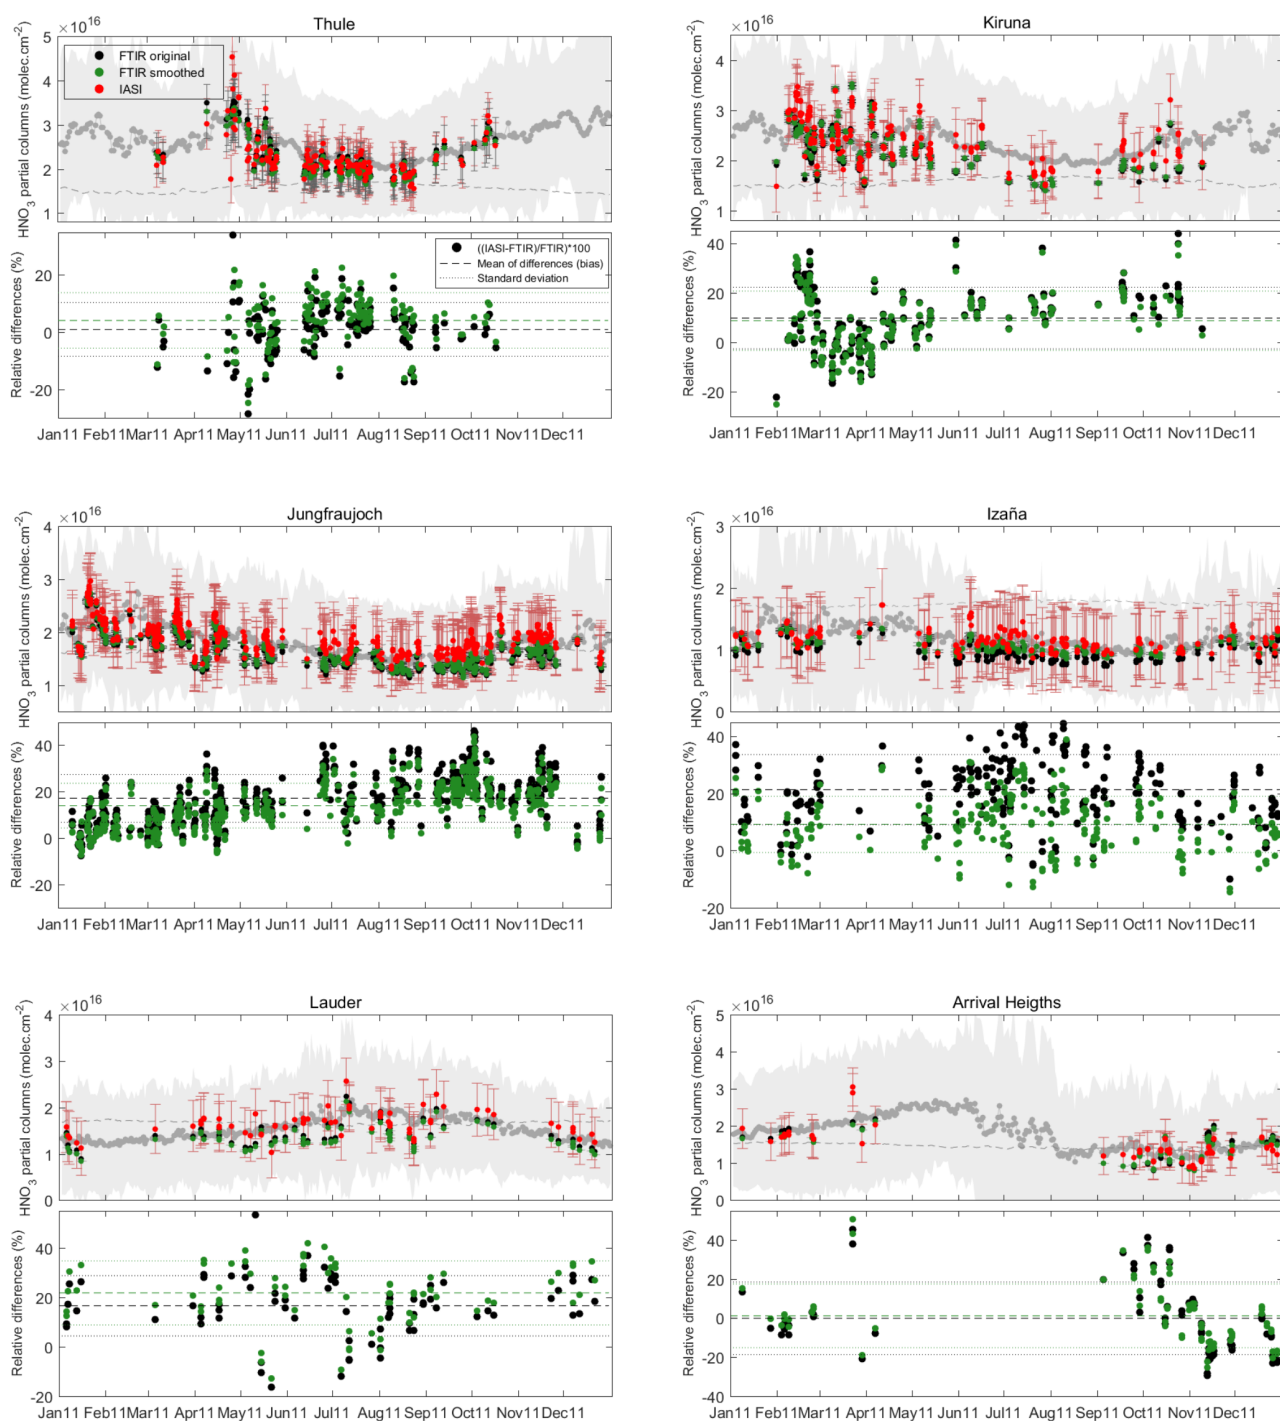 Thule
× 10^16
HNO3 partial columns (molec.cm-2)
5
4
3
2
1
FTIR original
FTIR smoothed
IASI
Relative differences (%)
20
0
-20
((IASI-FTIR)/FTIR)*100
Mean of differences (bias)
Standard deviation
Jan11 Feb11 Mar11 Apr11 May11 Jun11 Jul11 Aug11 Sep11 Oct11 Nov11 Dec11
Kiruna
× 10^16
HNO3 partial columns (molec.cm-2)
4
3
2
1
Relative differences (%)
40
20
0
-20
Jan11 Feb11 Mar11 Apr11 May11 Jun11 Jul11 Aug11 Sep11 Oct11 Nov11 Dec11
Jungfraujoch
× 10^16
HNO3 partial columns (molec.cm-2)
4
3
2
1
Relative differences (%)
40
20
0
-20
Jan11 Feb11 Mar11 Apr11 May11 Jun11 Jul11 Aug11 Sep11 Oct11 Nov11 Dec11
Izaña
× 10^16
HNO3 partial columns (molec.cm-2)
3
2
1
0
Relative differences (%)
40
20
0
-20
Jan11 Feb11 Mar11 Apr11 May11 Jun11 Jul11 Aug11 Sep11 Oct11 Nov11 Dec11
Lauder
× 10^16
HNO3 partial columns (molec.cm-2)
4
3
2
1
0
Relative differences (%)
40
20
0
-20
Jan11 Feb11 Mar11 Apr11 May11 Jun11 Jul11 Aug11 Sep11 Oct11 Nov11 Dec11
Arrival Heigths
× 10^16
HNO3 partial columns (molec.cm-2)
5
4
3
2
1
0
Relative differences (%)
40
20
0
-20
-40
Jan11 Feb11 Mar11 Apr11 May11 Jun11 Jul11 Aug11 Sep11 Oct11 Nov11 Dec11